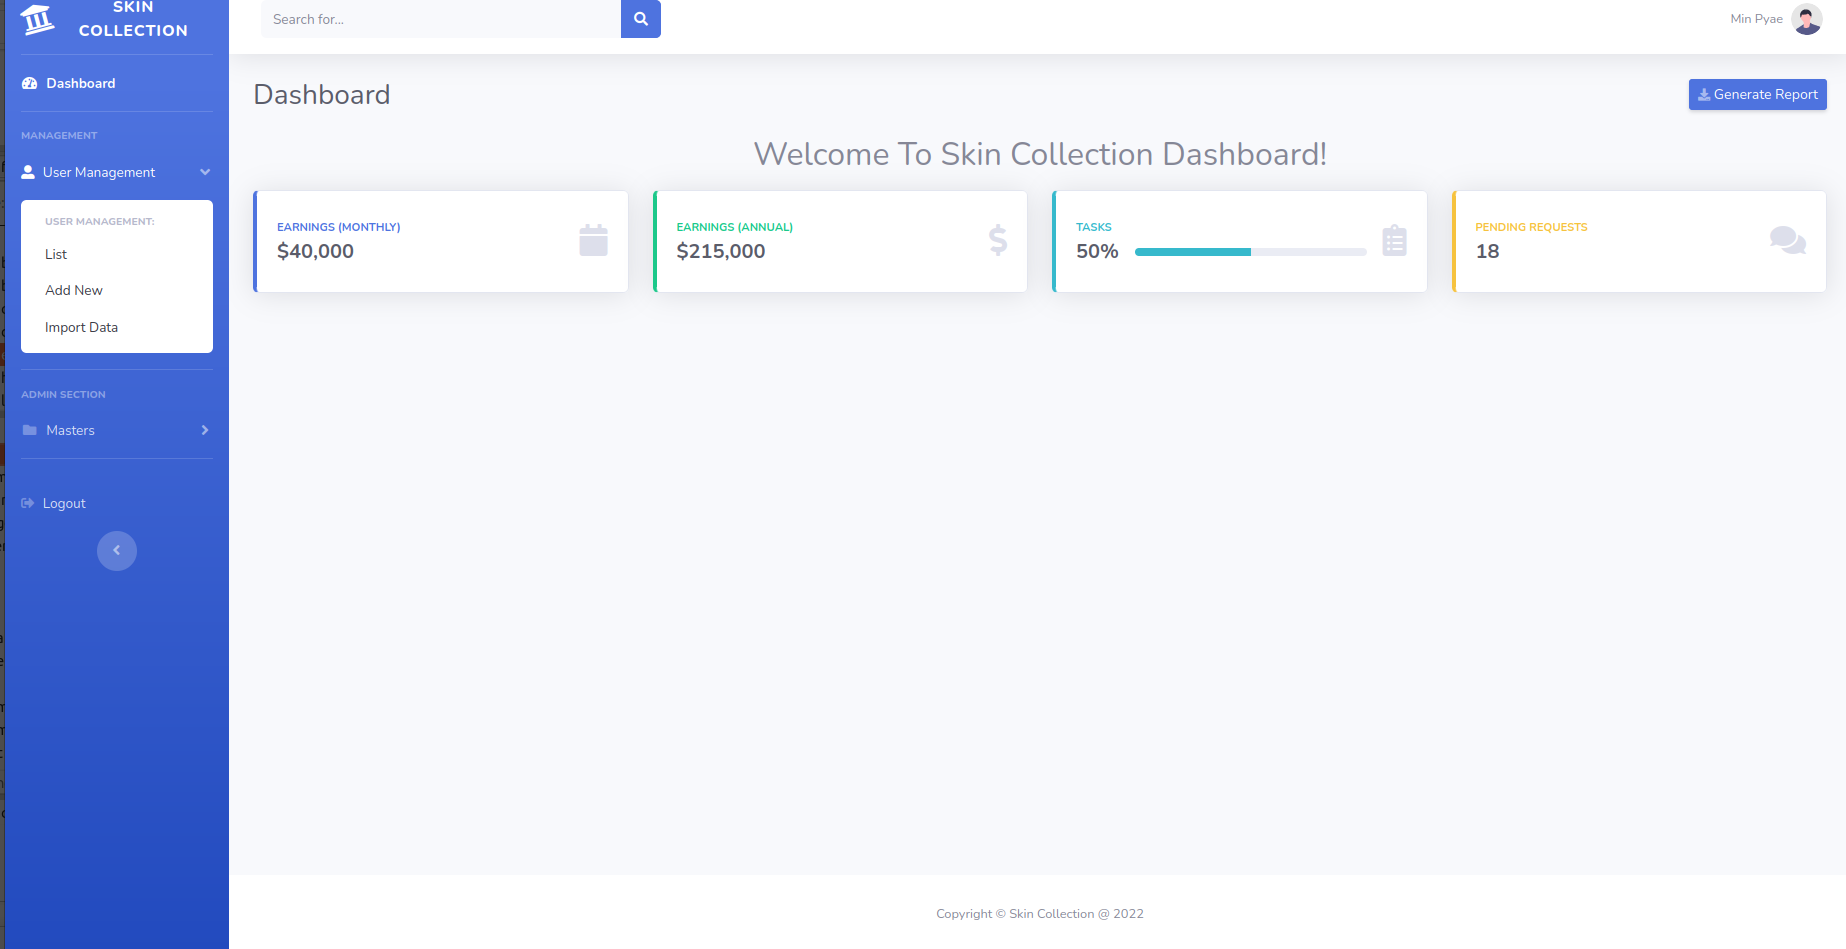 SKIN
COLLECTION
Dashboard
MANAGEMENT
User Management
USER MANAGEMENT:
List
Add New
Import Data
ADMIN SECTION
Masters
Logout
Search for...
Min Pyae
Dashboard
Generate Report
Welcome To Skin Collection Dashboard!
EARNINGS (MONTHLY)
$40,000
EARNINGS (ANNUAL)
$215,000
TASKS
50%
PENDING REQUESTS
18
Copyright © Skin Collection @ 2022